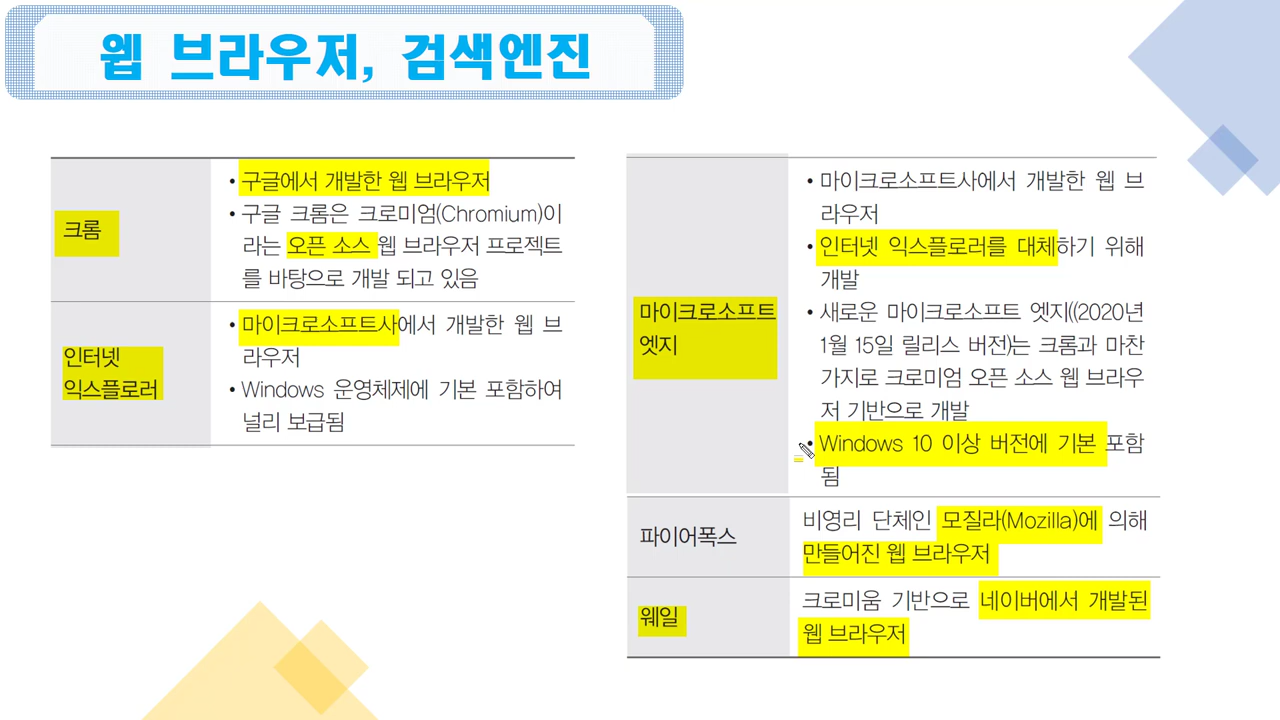 웹 브라우저, 검색엔진
크롬
• 구글에서 개발한 웹 브라우저
• 구글 크롬은 크로미엄(Chromium)이
라는 오픈 소스 웹 브라우저 프로젝트
를 바탕으로 개발 되고 있음
인터넷
익스플로러
• 마이크로소프트사에서 개발한 웹 브
라우저
• Windows 운영체제에 기본 포함하여
널리 보급됨
마이크로소프트
엣지
• 마이크로소프트사에서 개발한 웹 브
라우저
• 인터넷 익스플로러를 대체하기 위해
개발
• 새로운 마이크로소프트 엣지((2020년
1월 15일 릴리스 버전)는 크롬과 마찬
가지로 크로미엄 오픈 소스 웹 브라우
저 기반으로 개발
• Windows 10 이상 버전에 기본 포함
됨
파이어폭스
비영리 단체인 모질라(Mozilla)에 의해
만들어진 웹 브라우저
웨일
크로미움 기반으로 네이버에서 개발된
웹 브라우저